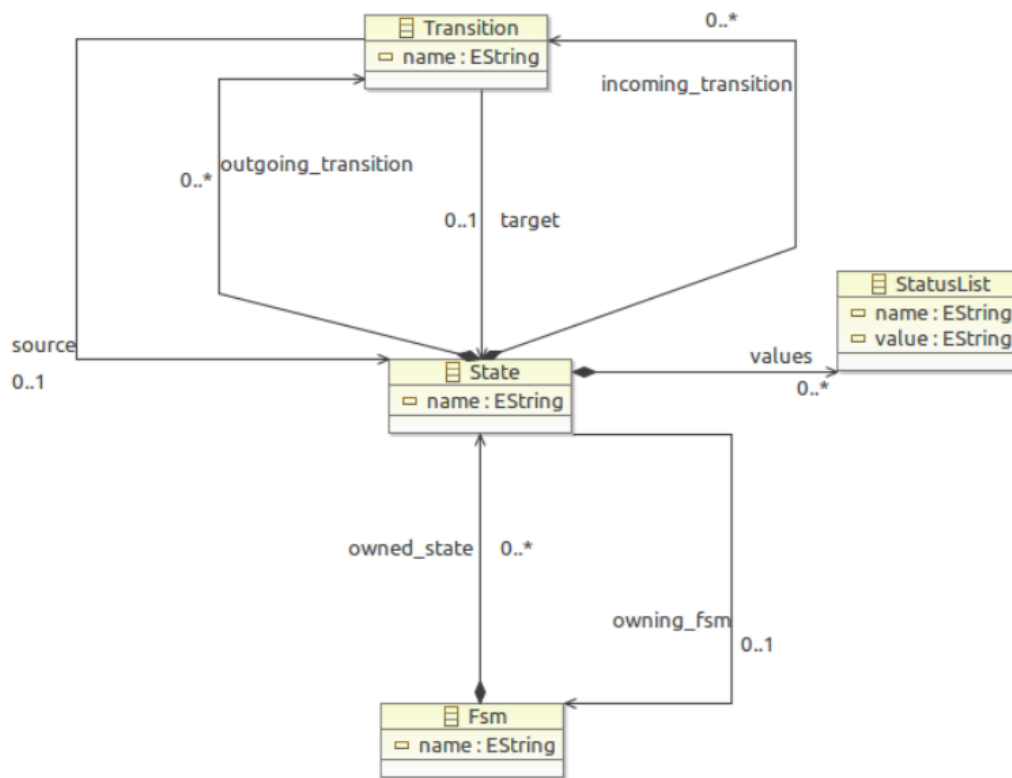 Transition
name : EString
0..*
incoming_transition
outgoing_transition
0..*
0..1 target
StatusList
name : EString
value : EString
source
0..1
values
0..*
State
name : EString
owned_state 0..*
owning_fsm
0..1
Fsm
name : EString